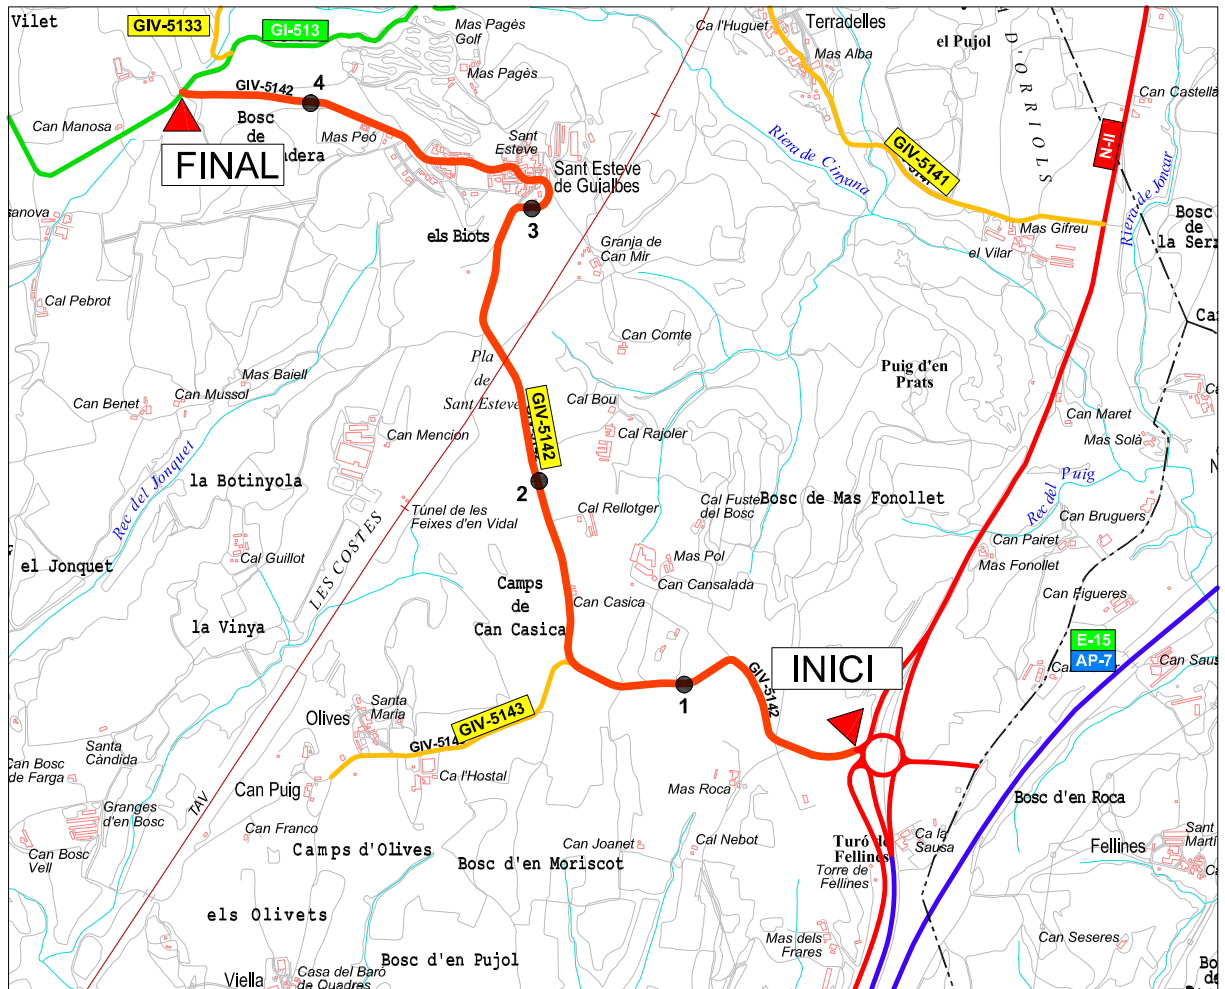 Vilet
GIV-5133
GI-513
Mas Pagès
Golf
Ca l'Huguet
Terradelles
el Pujol
D'ORRIOLS
Mas Alba
Mas Pagès
Can Castella
GIV-5142
4
Can Manosa
Bosc
de
Mas Peó
Sant
Esteve
FINAL
Sant Esteve
de Guialbes
Riera de Cinyana
GIV-5141
N-II
Riera de Joncar
Bosc
de
la Serr
els Biots
3
Granja de
Can Mir
Mas Gifreu
el Vilar
Cal Pebrot
Can Comte
Pla
de
Sant Esteve
Puig d'en
Prats
Mas Baiell
Can Mussol
Can Benet
Cal Bou
GIV-5142
Can Maret
Can Mencion
Cal Rajoler
Mas Solà
Rec del Jonquet
la Botinyola
2
Rec del Puig
Túnel de les
Feixes d'en Vidal
Cal Rellotger
Cal Fuste
del Bosc
Bosc de Mas Fonollet
Can Bruguers
Can Pairet
Mas Fonollet
el Jonquet
Cal Guillot
LES COSTES
Mas Pol
Can Cansalada
Camps
de
Can Casica
Can Casica
Can Figueres
la Vinya
E-15
AP-7
Can Saus
INICI
GIV-5142
1
Santa
Maria
Olives
GIV-5143
Santa
Càndida
Can Bosc
de Farga
Ca l'Hostal
Can Puig
Mas Roca
Bosc d'en Roca
TAV
Granges
d'en Bosc
Can Franco
Camps d'Olives
Can Joanet
Cal Nebot
Turó de
Fellines
Ca la
Sausa
Sant
Martí
Fellines
Can Bosc
Vell
Bosc d'en Moriscot
Torre de
Fellines
els Olivets
Mas dels
Frares
Can Seseres
Bosc d'en Pujol
Viella
Casa del Baró
de Quadres